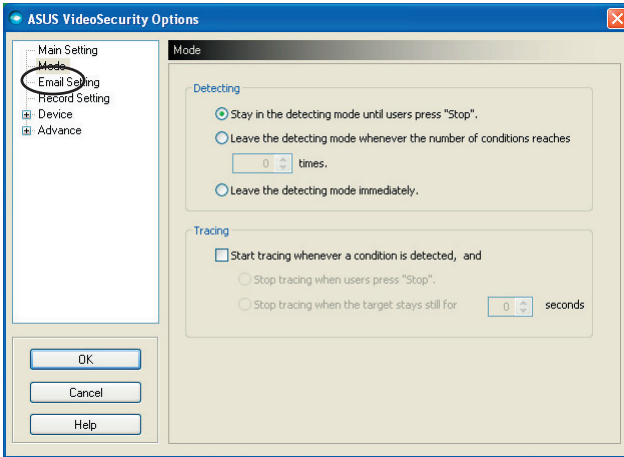 ASUS VideoSecurity Options
Main Setting
Mode
Email Setting
Record Setting
Device
Advance
OK
Cancel
Help
Mode
Detecting
Stay in the detecting mode until users press "Stop".
Leave the detecting mode whenever the number of conditions reaches
0 times.
Leave the detecting mode immediately.
Tracing
Start tracing whenever a condition is detected, and
Stop tracing when users press "Stop".
Stop tracing when the target stays still for 0 seconds